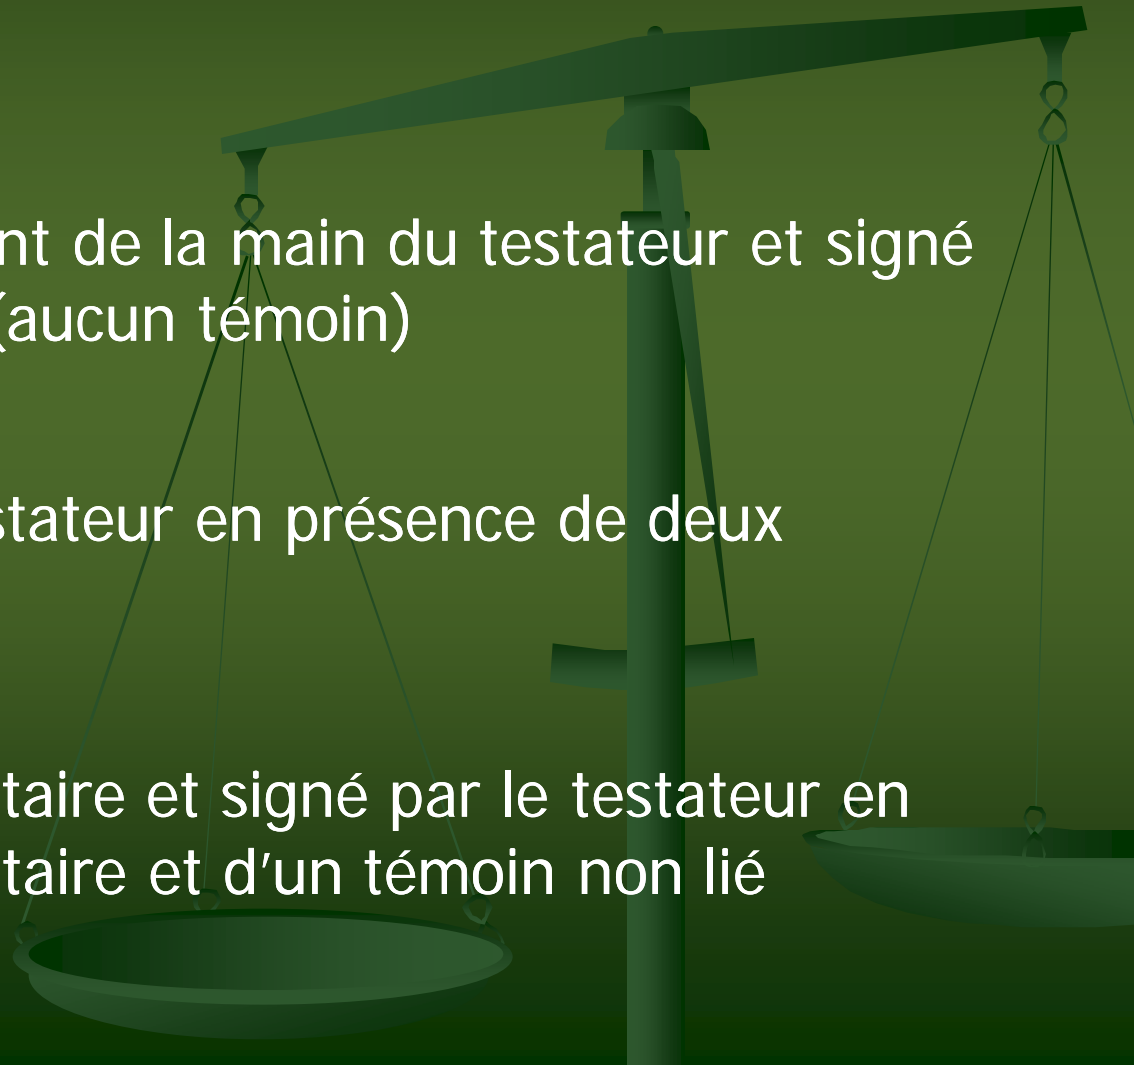 nt de la main du testateur et signé
(aucun témoin)
stateur en présence de deux
taire et signé par le testateur en
taire et d’un témoin non lié